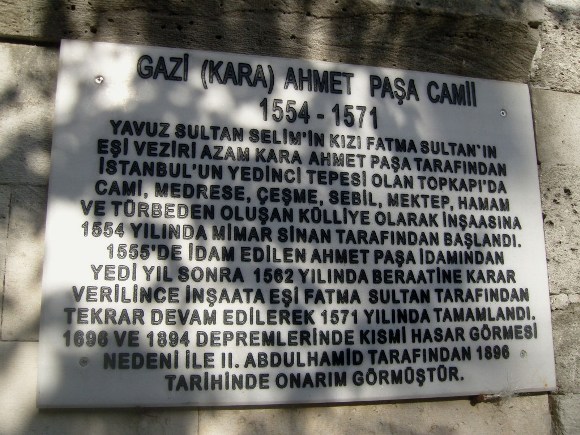 GAZİ (KARA) AHMET PAŞA CAMİİ
1554 - 1571
YAVUZ SULTAN SELİM'İN KIZI FATMA SULTAN'IN
EŞİ VEZİRİ AZAM KARA AHMET PAŞA TARAFINDAN
İSTANBUL'UN YEDİNCİ TEPESİ OLAN TOPKAPI'DA
CAMİ, MEDRESE, ÇEŞME, SEBİL, MEKTEP, HAMAM
VE TÜRBEDEN OLUŞAN KÜLLİYE OLARAK İNŞAASINA
1554 YILINDA MİMAR SİNAN TARAFINDAN BAŞLANDI.
1555'DE İDAM EDİLEN AHMET PAŞA İDAMINDAN
YEDİ YIL SONRA 1562 YILINDA BERAATİNE KARAR
VERİLİNCE İNŞAATA EŞİ FATMA SULTAN TARAFINDAN
TEKRAR DEVAM EDİLEREK 1571 YILINDA TAMAMLANDI.
1696 VE 1894 DEPREMLERİNDE KISMİ HASAR GÖRMESİ
NEDENİ İLE II. ABDULHAMİD TARAFINDAN 1896
TARİHİNDE ONARIM GÖRMÜŞTÜR.